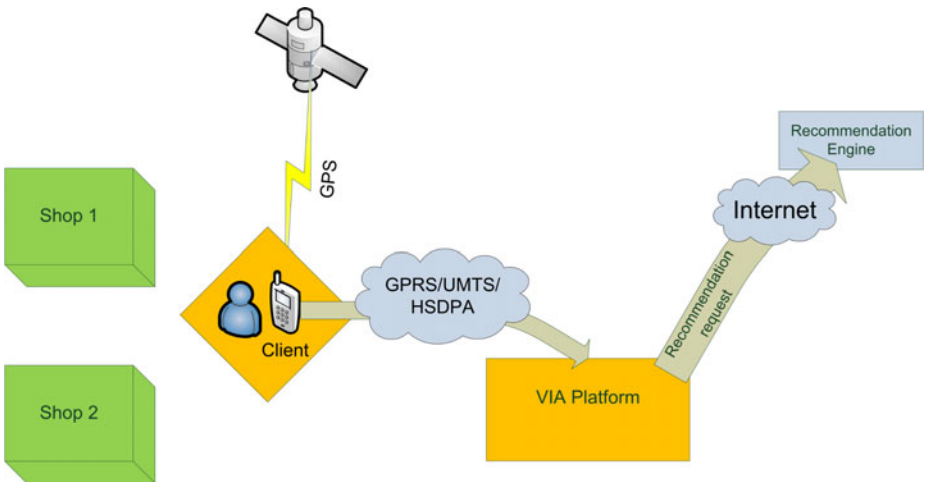 GPS
Recommendation
Engine
Shop 1
Internet
GPRS/UMTS/
HSDPA
Client
Recommendation
request
VIA Platform
Shop 2